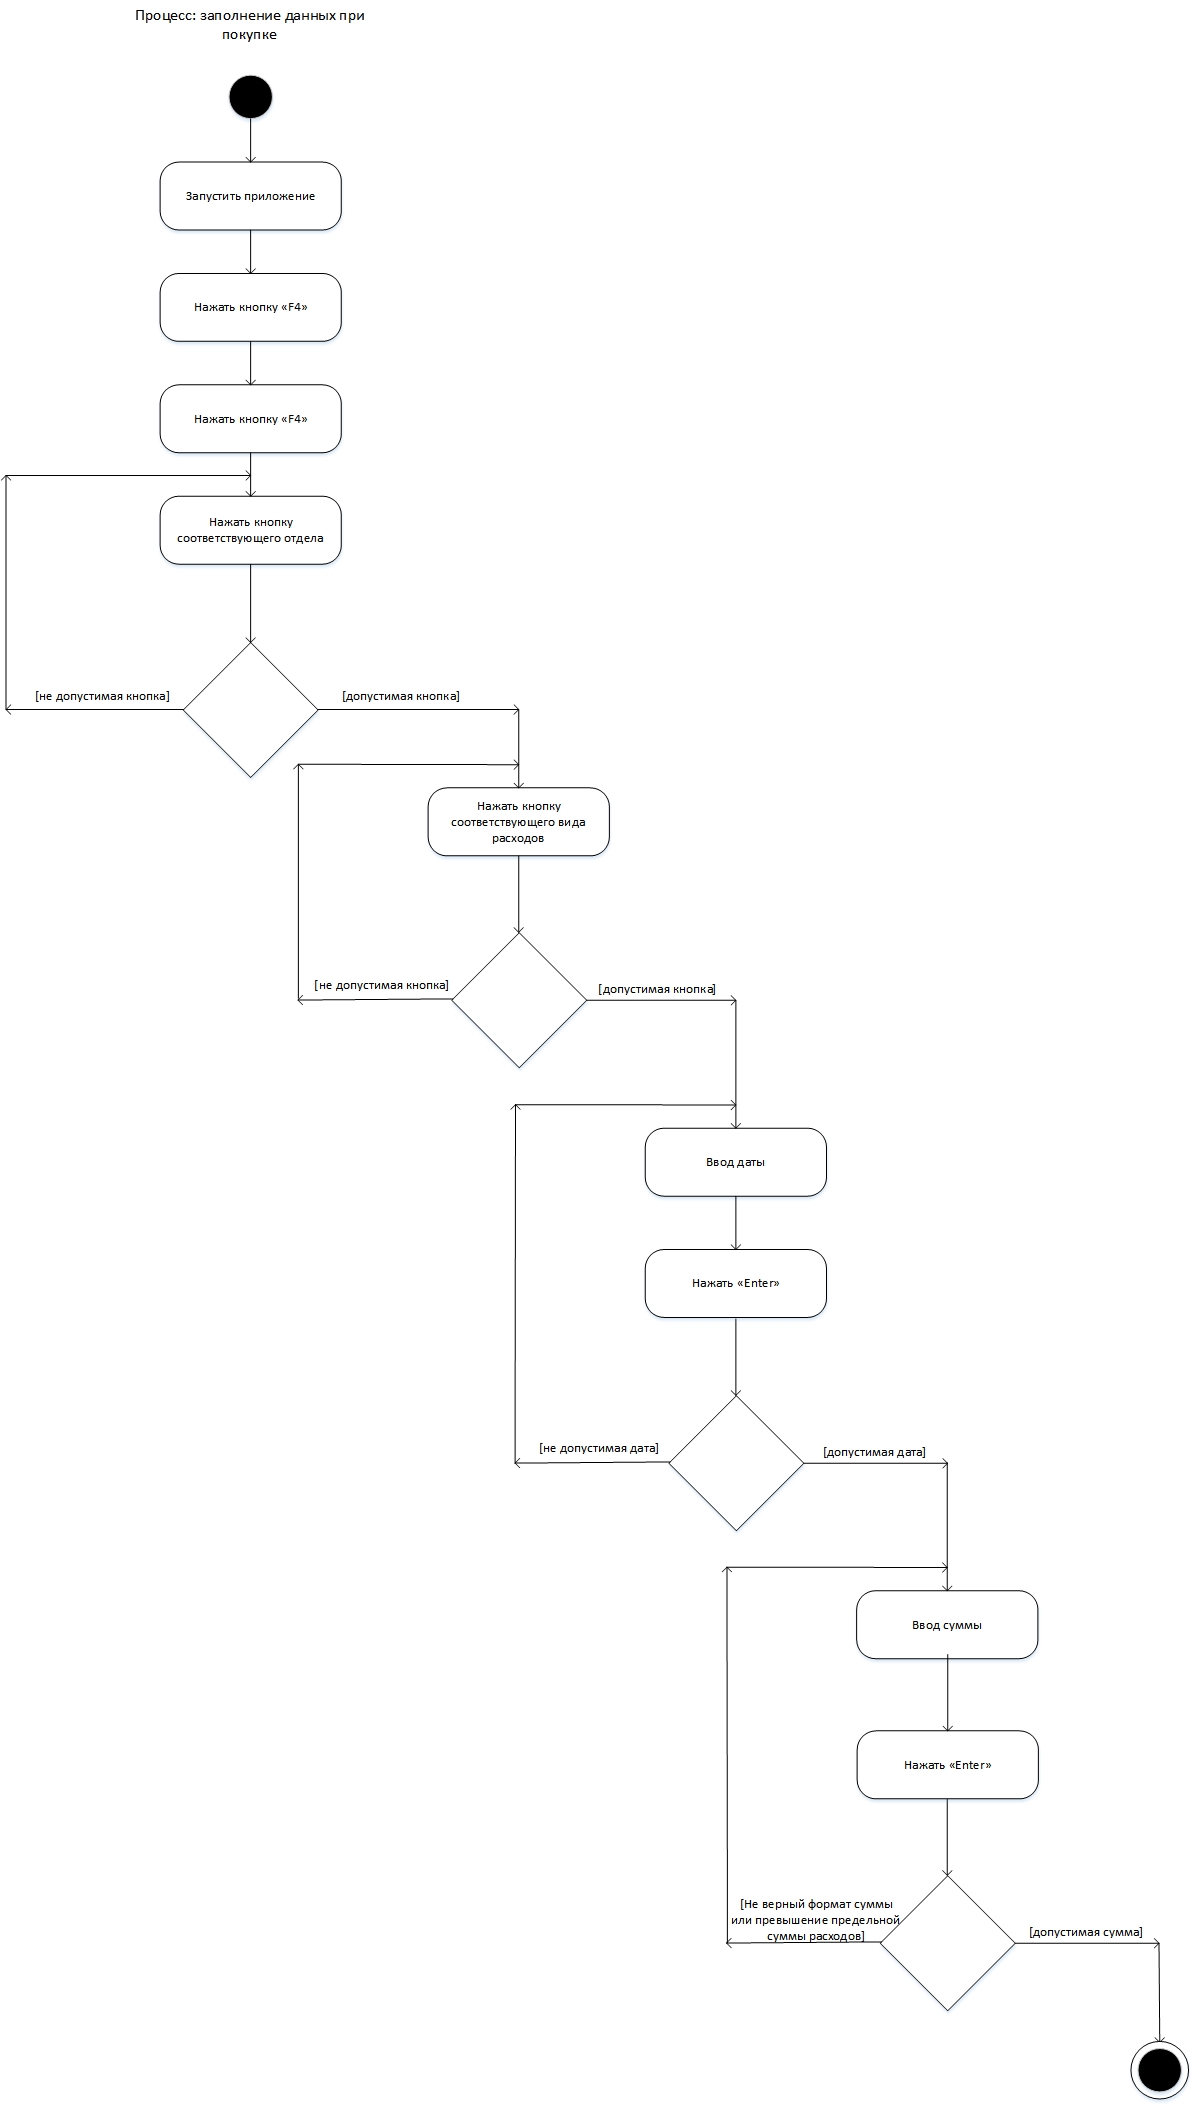 Процесс: заполнение данных при
покупке
Запустить приложение
Нажать кнопку «F4»
Нажать кнопку «F4»
Нажать кнопку
соответствующего отдела
[не допустимая кнопка]
[допустимая кнопка]
Нажать кнопку
соответствующего вида
расходов
[не допустимая кнопка]
[допустимая кнопка]
Ввод даты
Нажать «Enter»
[не допустимая дата]
[допустимая дата]
Ввод суммы
Нажать «Enter»
[Не верный формат суммы
или превышение предельной
суммы расходов]
[допустимая сумма]